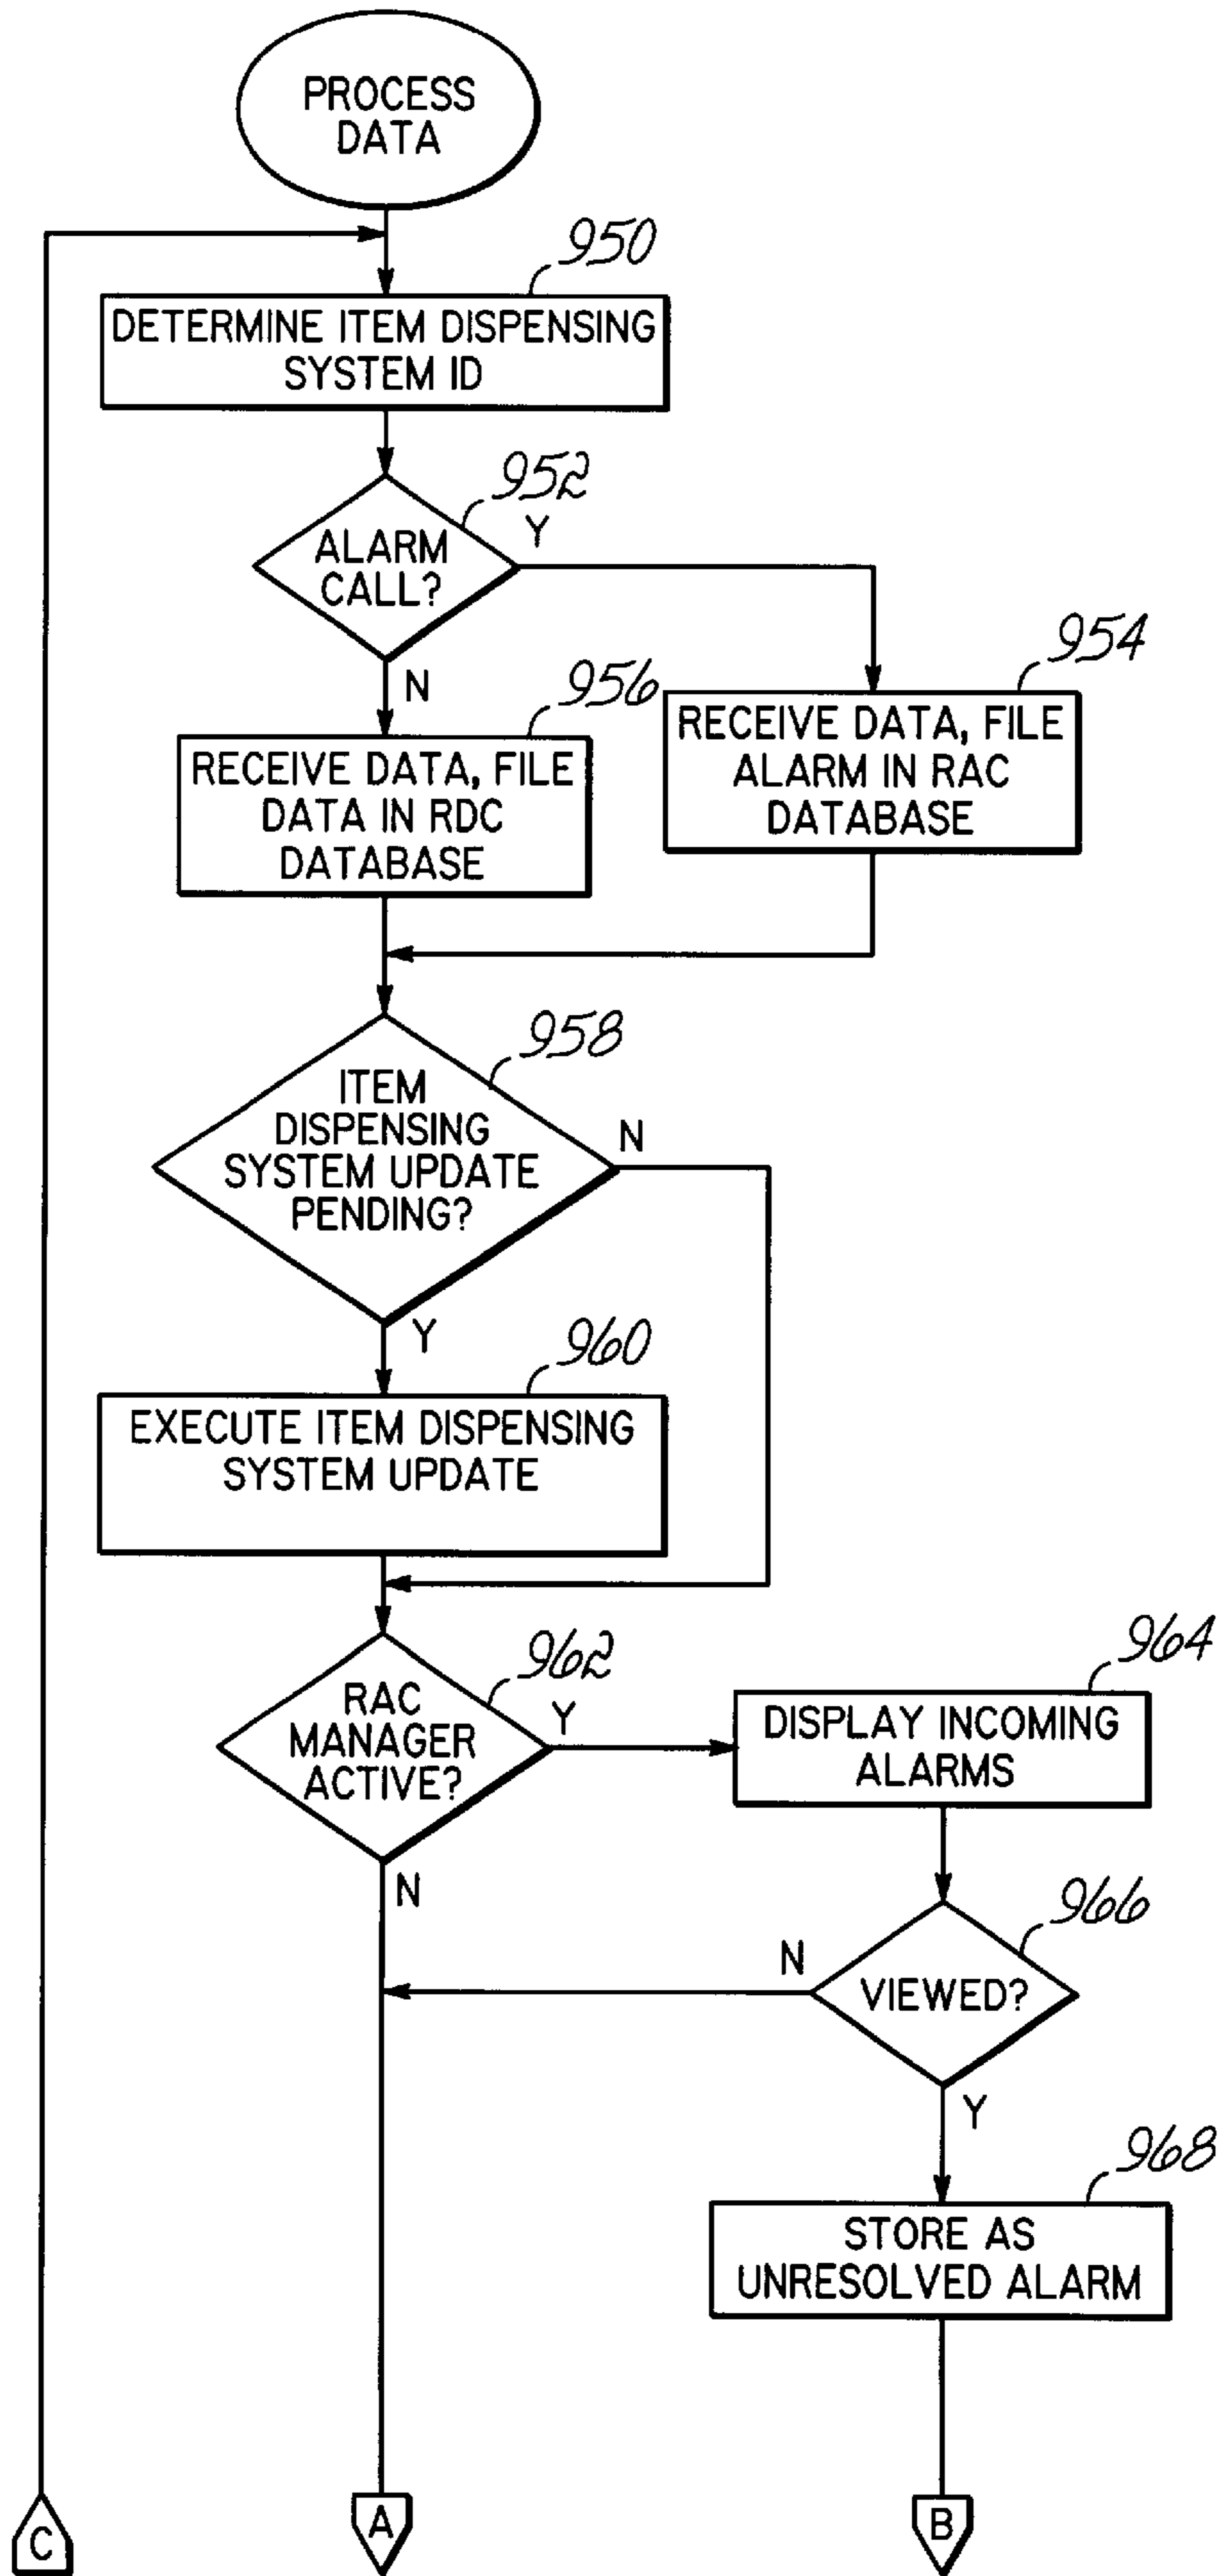 PROCESS
DATA
950
DETERMINE ITEM DISPENSING
SYSTEM ID
952
ALARM
CALL?
Y
N
954
RECEIVE DATA, FILE
ALARM IN RAC
DATABASE
956
RECEIVE DATA, FILE
DATA IN RDC
DATABASE
958
ITEM
DISPENSING
SYSTEM UPDATE
PENDING?
N
Y
960
EXECUTE ITEM DISPENSING
SYSTEM UPDATE
962
RAC
MANAGER
ACTIVE?
Y
N
964
DISPLAY INCOMING
ALARMS
966
VIEWED?
N
Y
968
STORE AS
UNRESOLVED ALARM
C
A
B